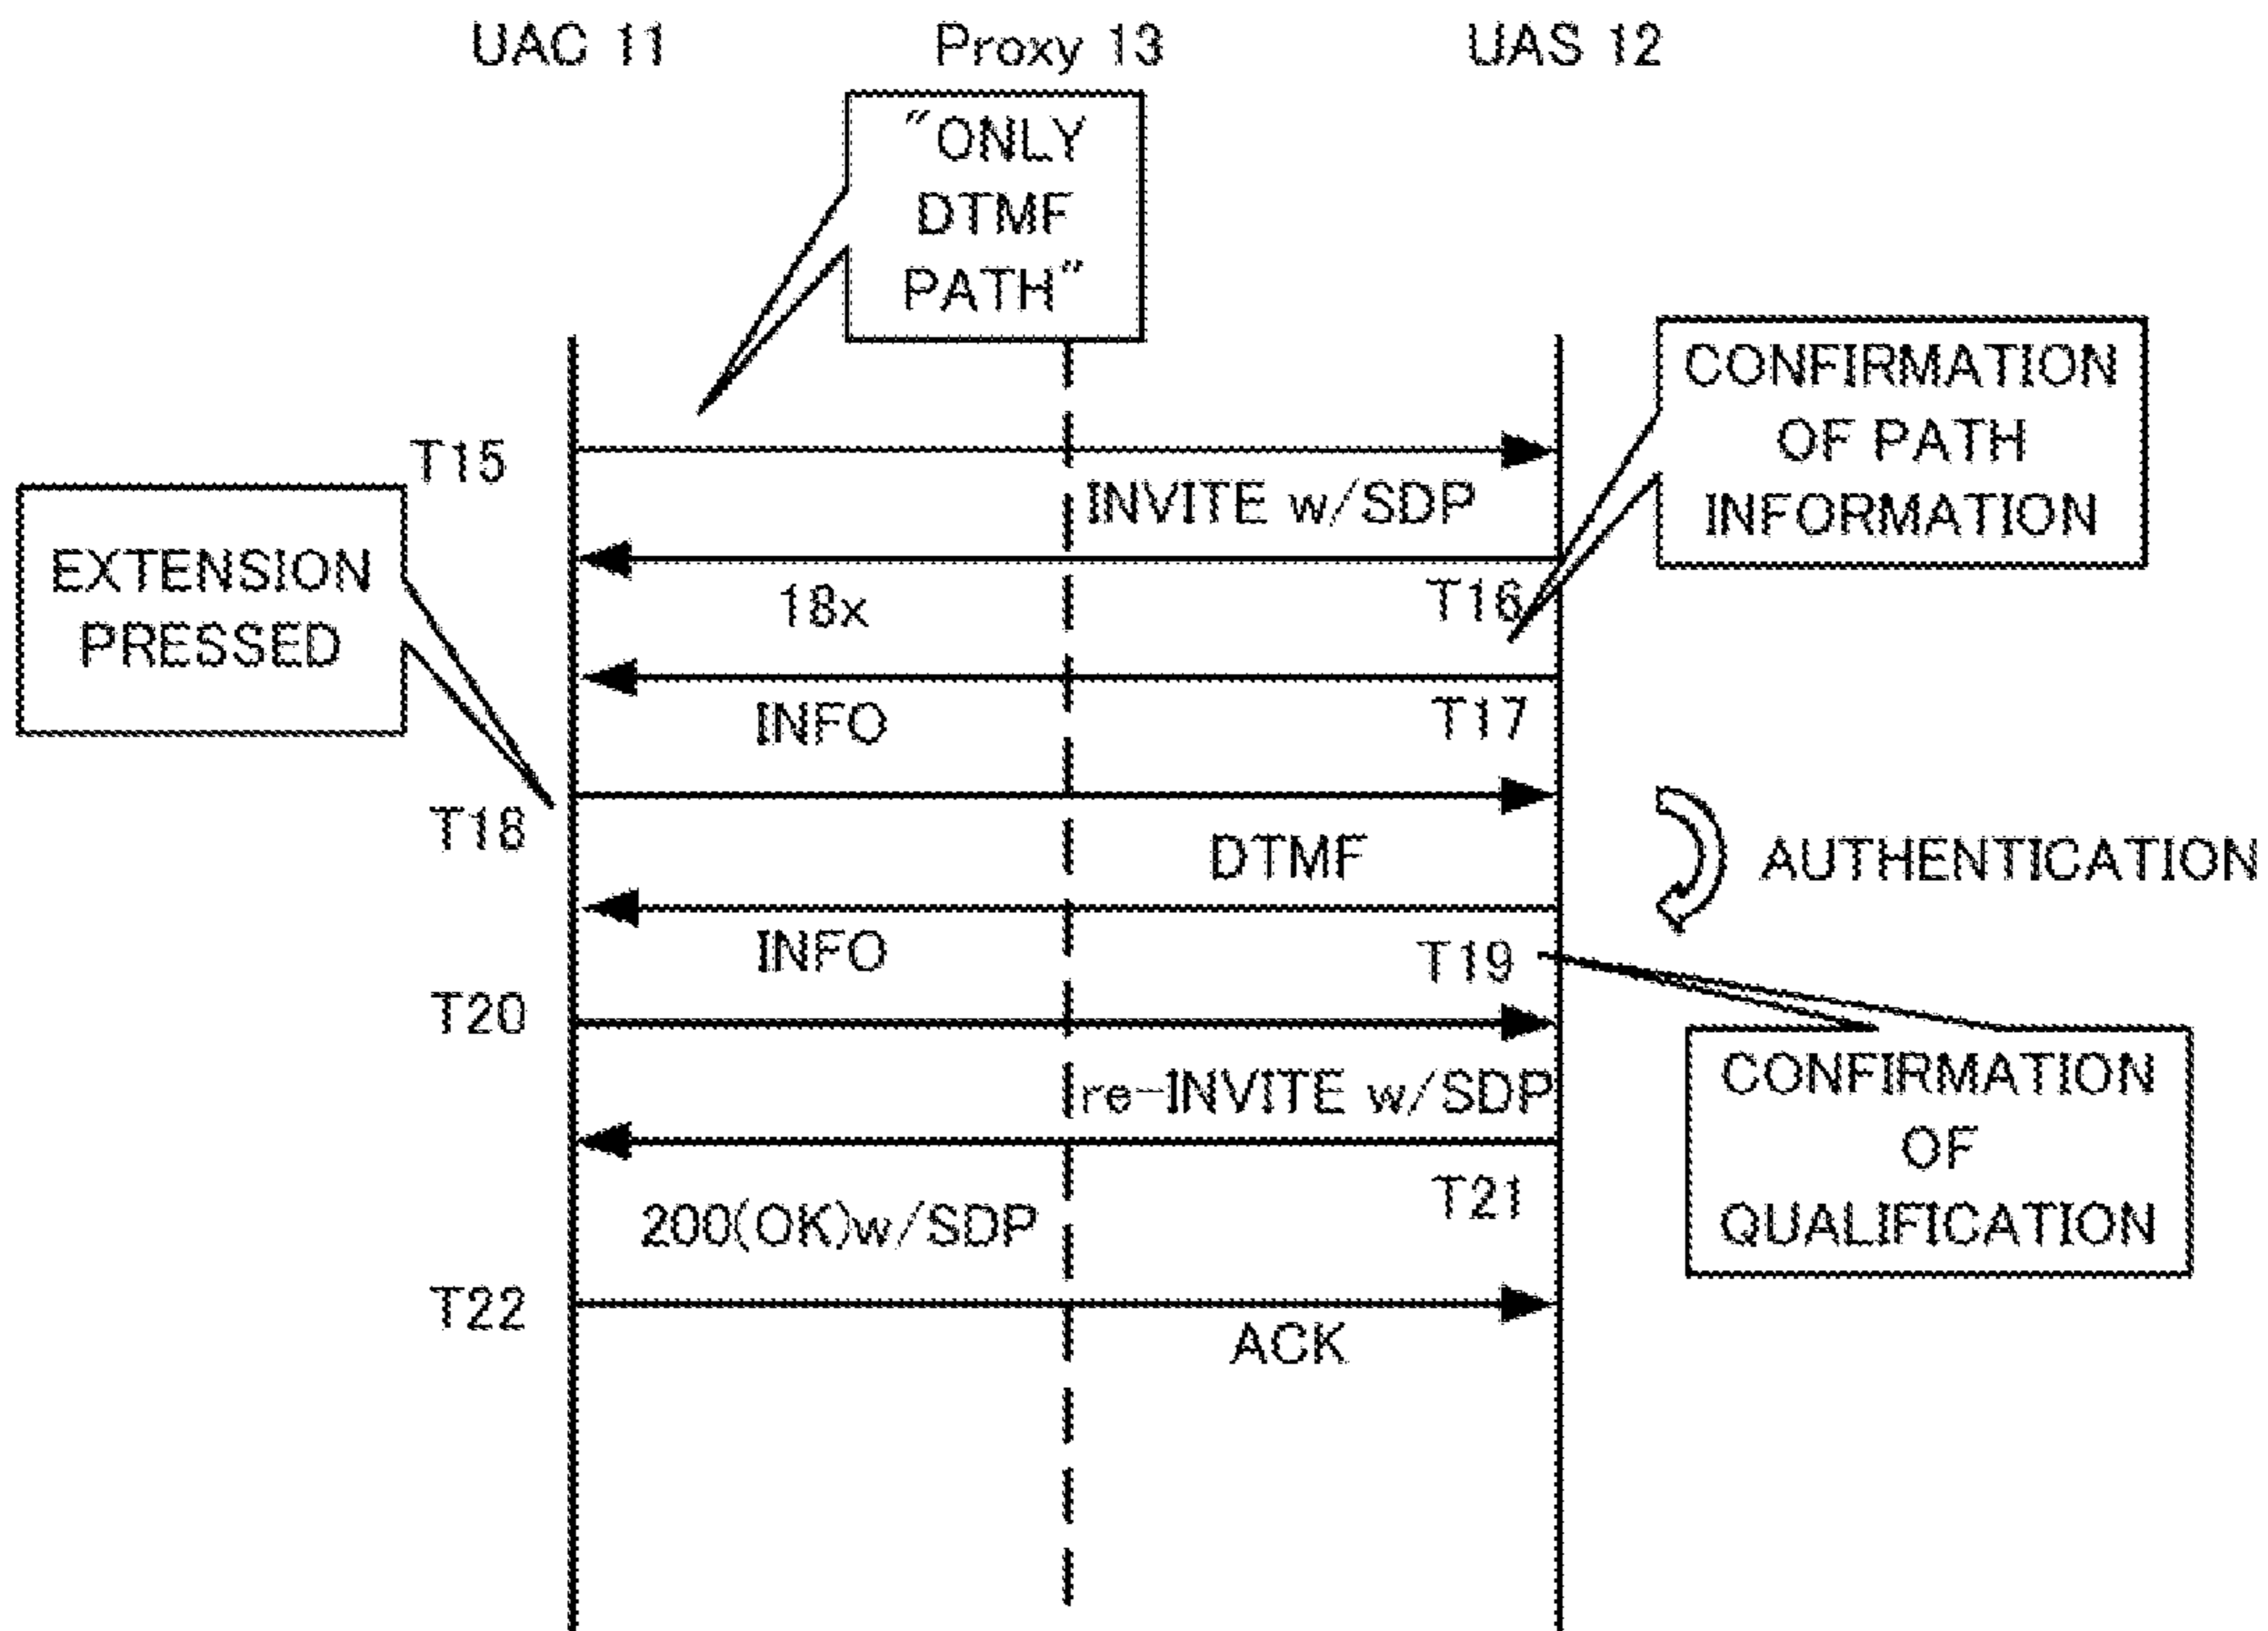 UAC 11
Proxy 13
UAS 12
"ONLY
DTMF
PATH"
CONFIRMATION
OF PATH
INFORMATION
T15
INVITE w/SDP
EXTENSION
PRESSED
18x
T16
INFO
T17
T18
DTMF
AUTHENTICATION
INFO
T19
T20
re-INVITE w/SDP
CONFIRMATION
OF
QUALIFICATION
200(OK)w/SDP
T21
T22
ACK